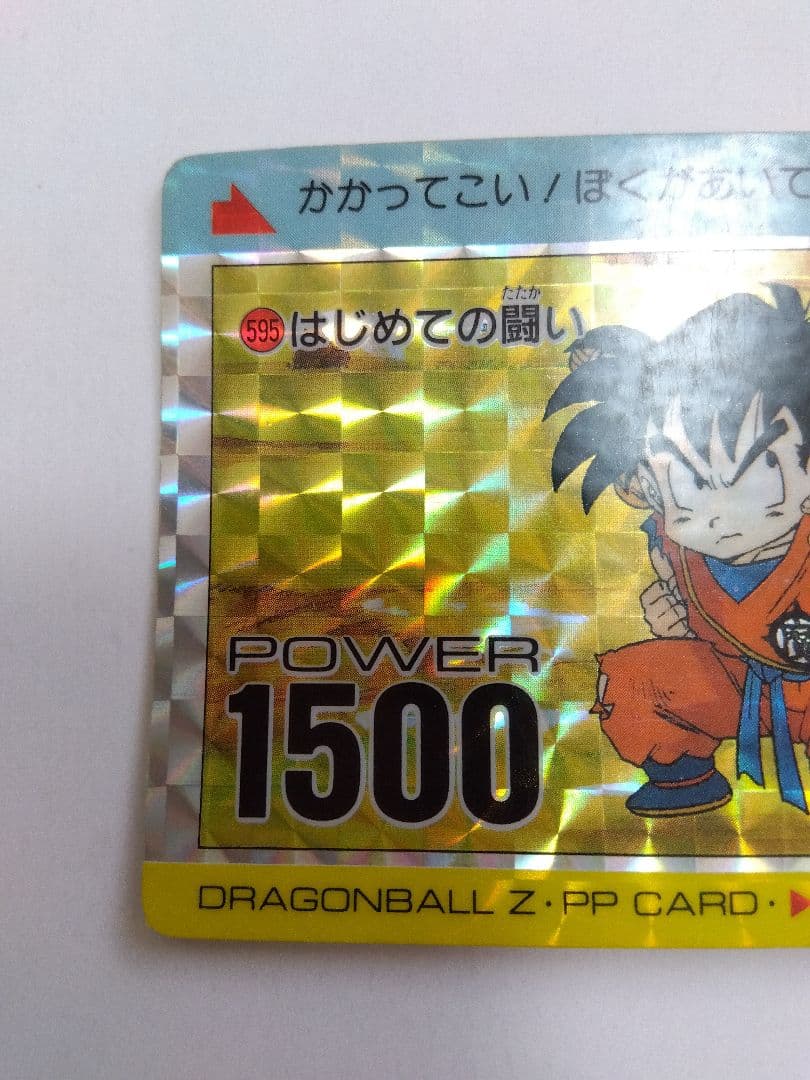 かかってこい！ぼくがあいて
595 はじめての闘い
たたか
POWER
1500
DRAGONBALL Z・PP CARD・